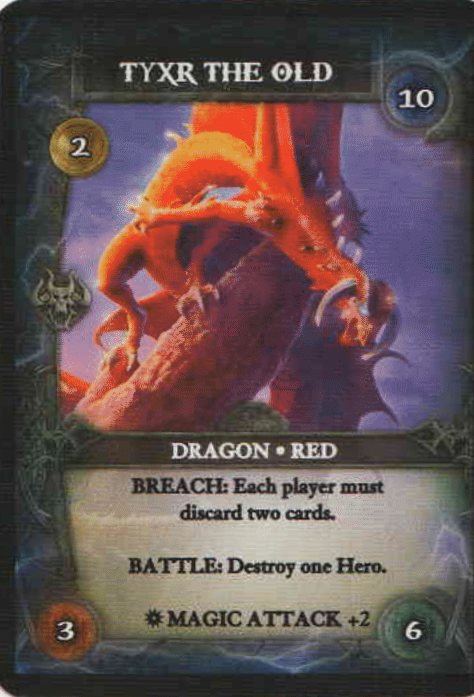 TYXR THE OLD
10
2
DRAGON • RED
BREACH: Each player must
discard two cards.
BATTLE: Destroy one Hero.
✷ MAGIC ATTACK +2
3
6